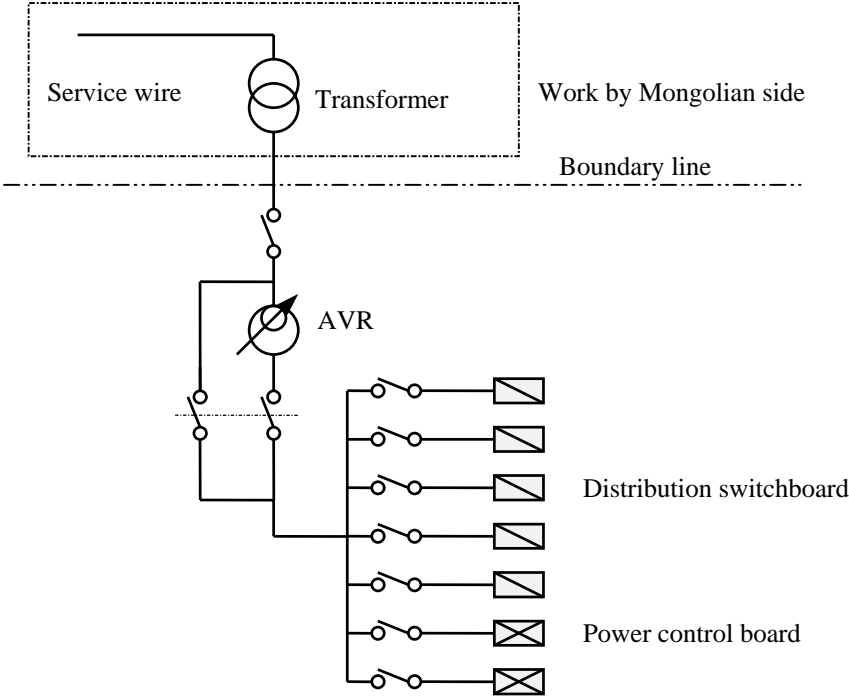 Service wire
Transformer
Work by Mongolian side
Boundary line
AVR
Distribution switchboard
Power control board